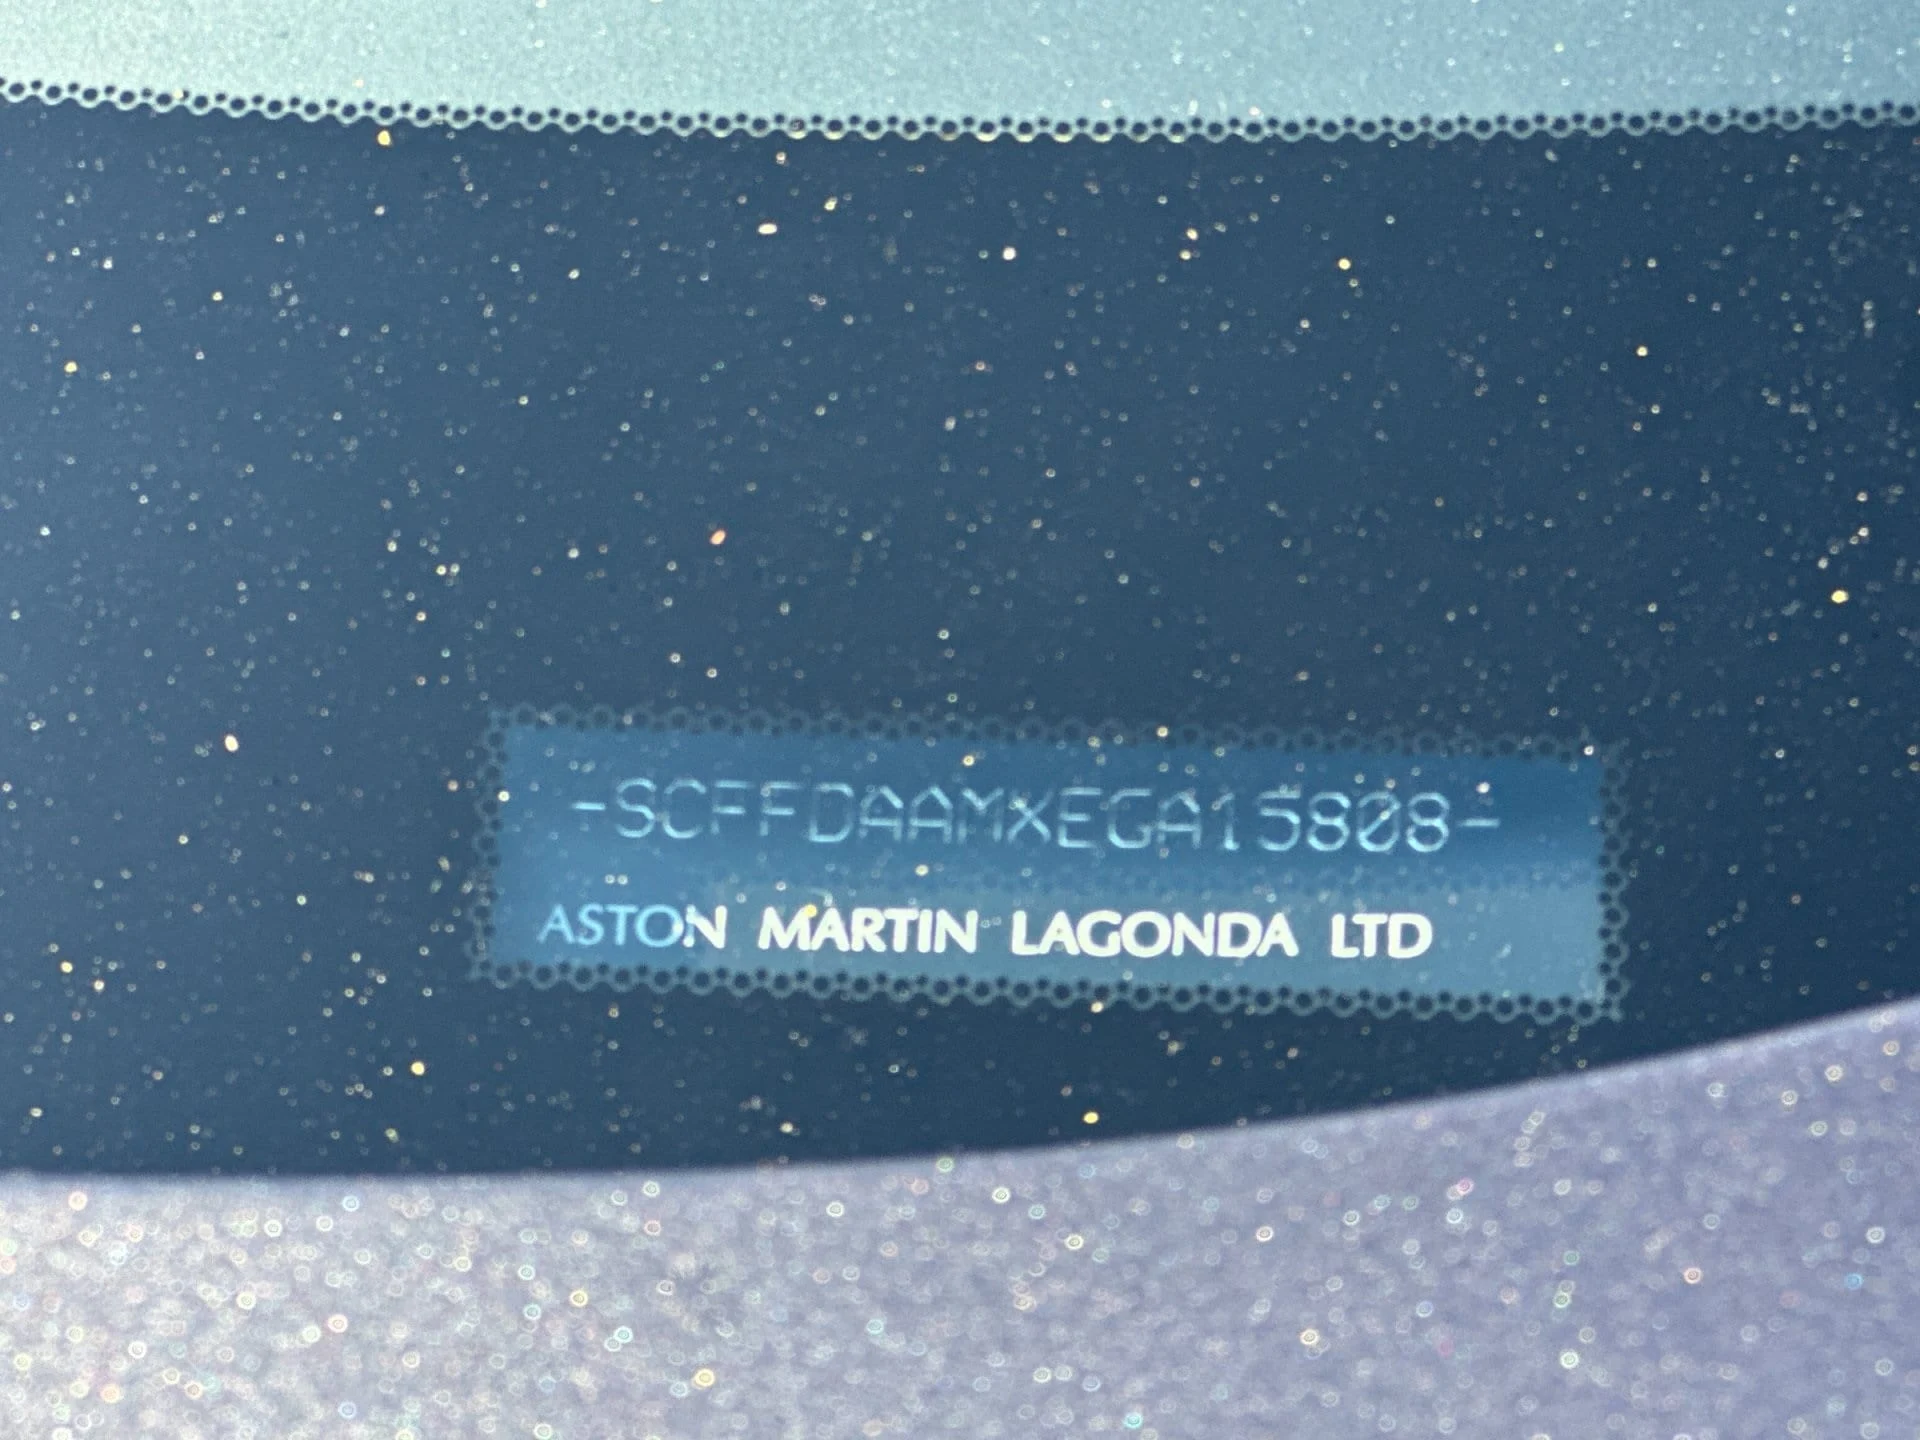 -SCFFDAAMXEGA15808-
ASTON MARTIN LAGONDA LTD